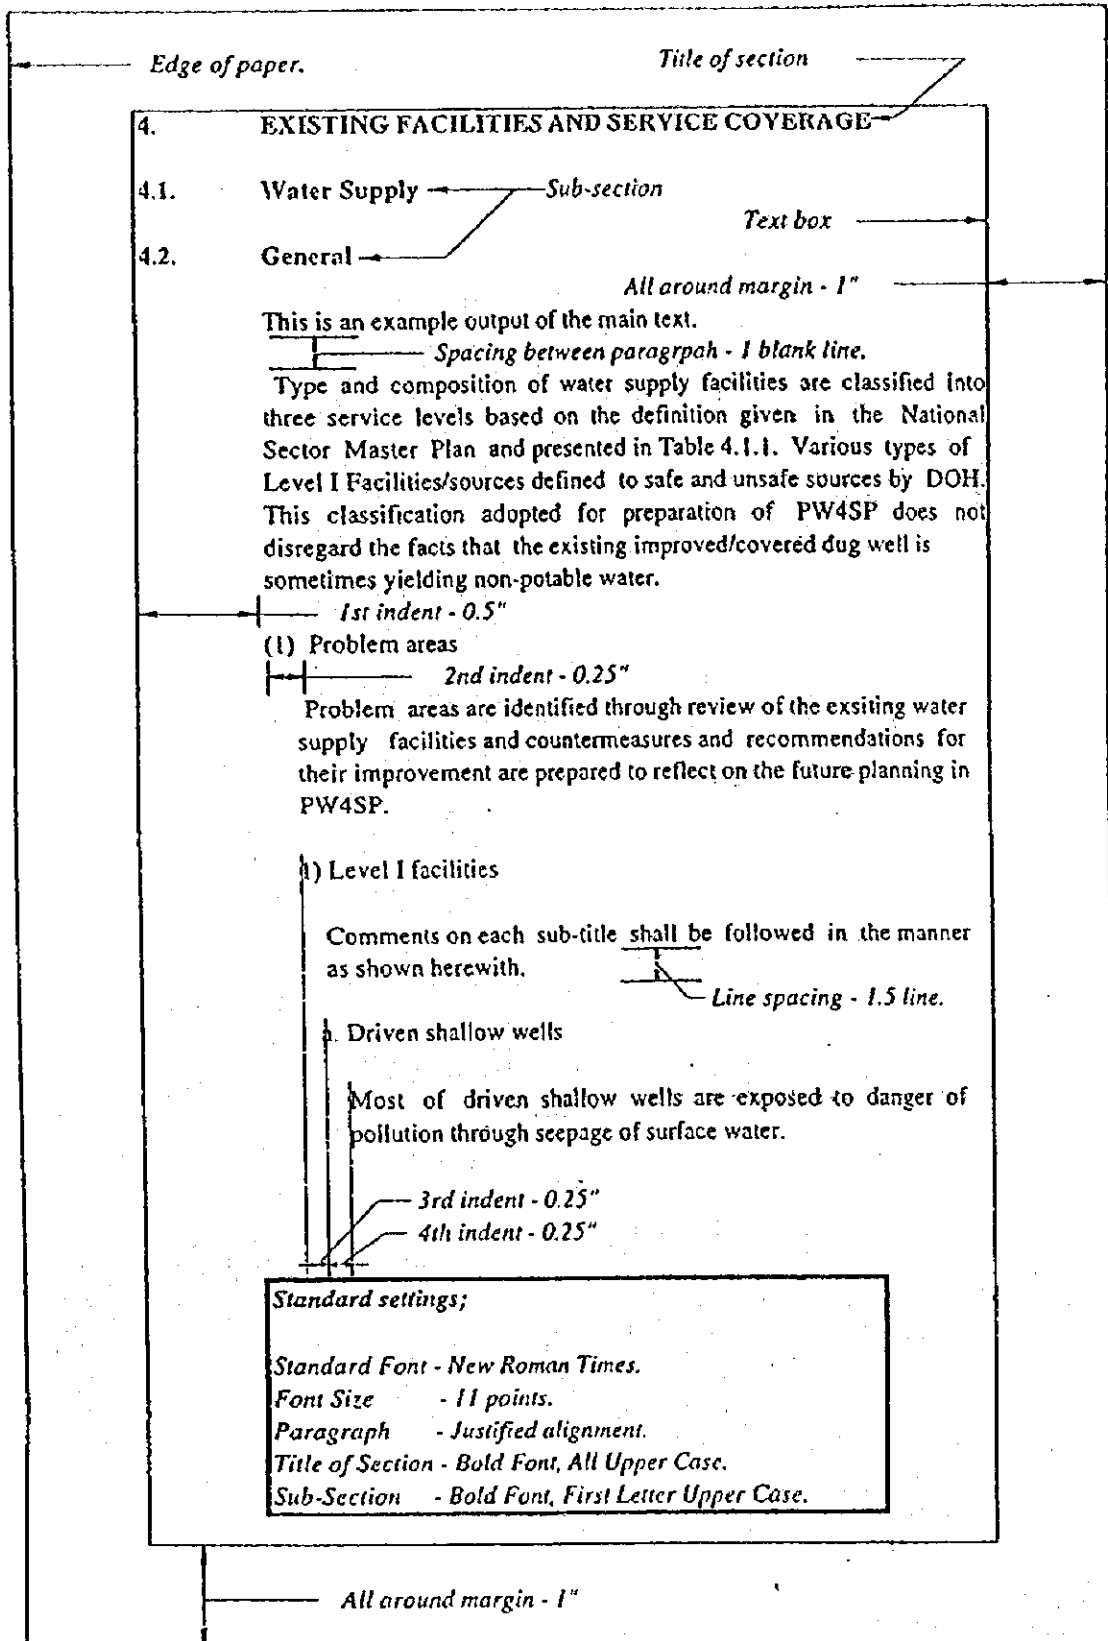 Edge of paper.
Title of section
4. EXISTING FACILITIES AND SERVICE COVERAGE
4.1. Water Supply
Sub-section
Text box
4.2. General
All around margin - 1"
This is an example output of the main text.
Spacing between paragrpah - 1 blank line.
Type and composition of water supply facilities are classified into
three service levels based on the definition given in the National
Sector Master Plan and presented in Table 4.1.1. Various types of
Level I Facilities/sources defined to safe and unsafe sources by DOH.
This classification adopted for preparation of PW4SP does not
disregard the facts that the existing improved/covered dug well is
sometimes yielding non-potable water.
1st indent - 0.5"
(1) Problem areas
2nd indent - 0.25"
Problem areas are identified through review of the exsiting water
supply facilities and countermeasures and recommendations for
their improvement are prepared to reflect on the future planning in
PW4SP.
1) Level I facilities
Comments on each sub-title shall be followed in the manner
as shown herewith.
Line spacing - 1.5 line.
a. Driven shallow wells
Most of driven shallow wells are exposed to danger of
pollution through seepage of surface water.
3rd indent - 0.25"
4th indent - 0.25"
Standard settings;
Standard Font - New Roman Times.
Font Size - 11 points.
Paragraph - Justified alignment.
Title of Section - Bold Font, All Upper Case.
Sub-Section - Bold Font, First Letter Upper Case.
All around margin - 1"